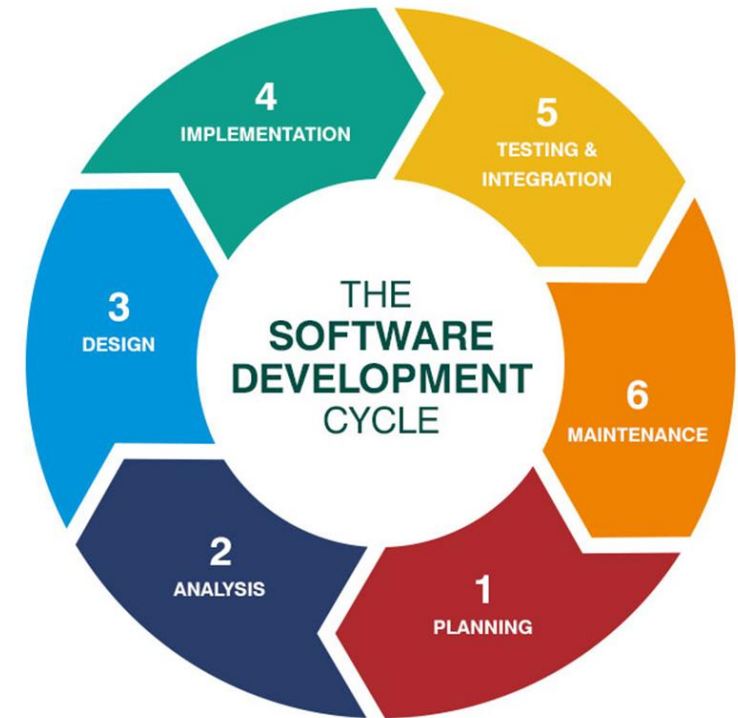 THE
SOFTWARE
DEVELOPMENT
CYCLE
1
PLANNING
2
ANALYSIS
3
DESIGN
4
IMPLEMENTATION
5
TESTING &
INTEGRATION
6
MAINTENANCE